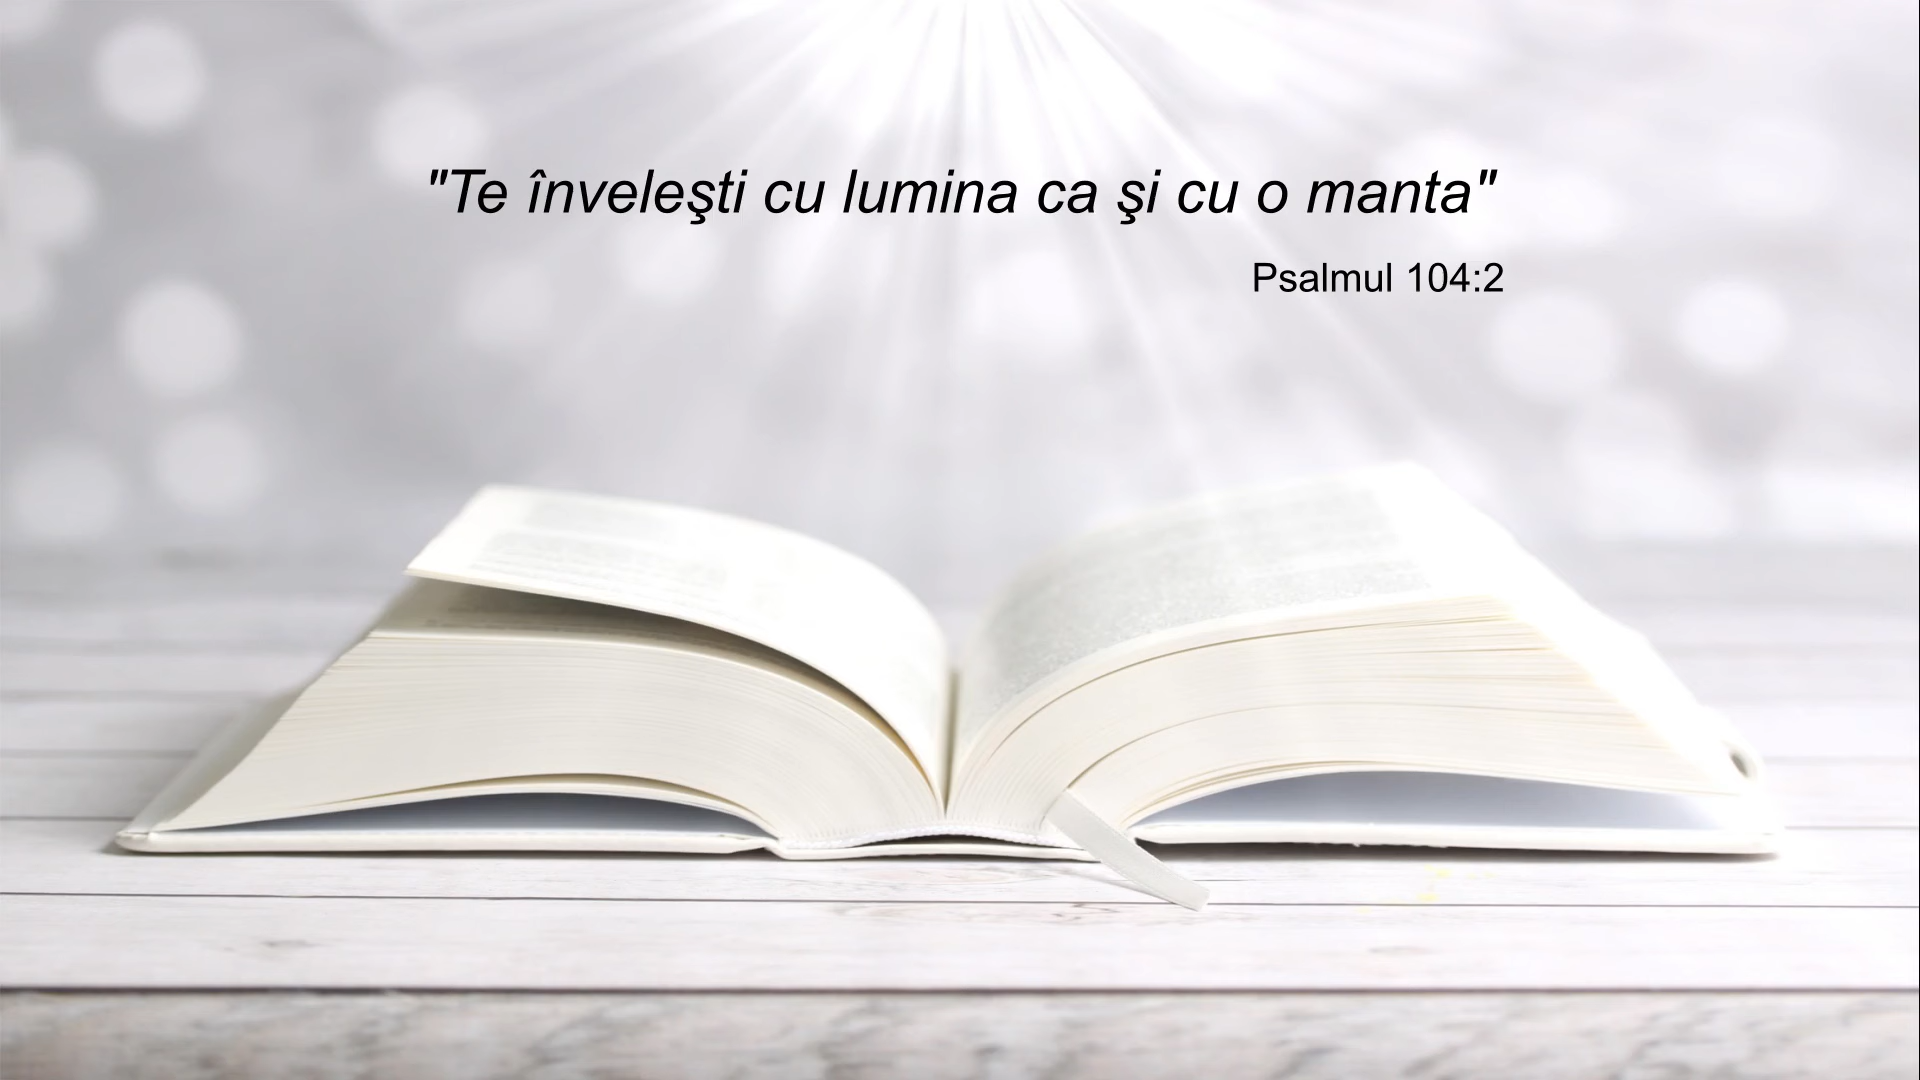 "Te înveleşti cu lumina ca şi cu o manta"
Psalmul 104:2